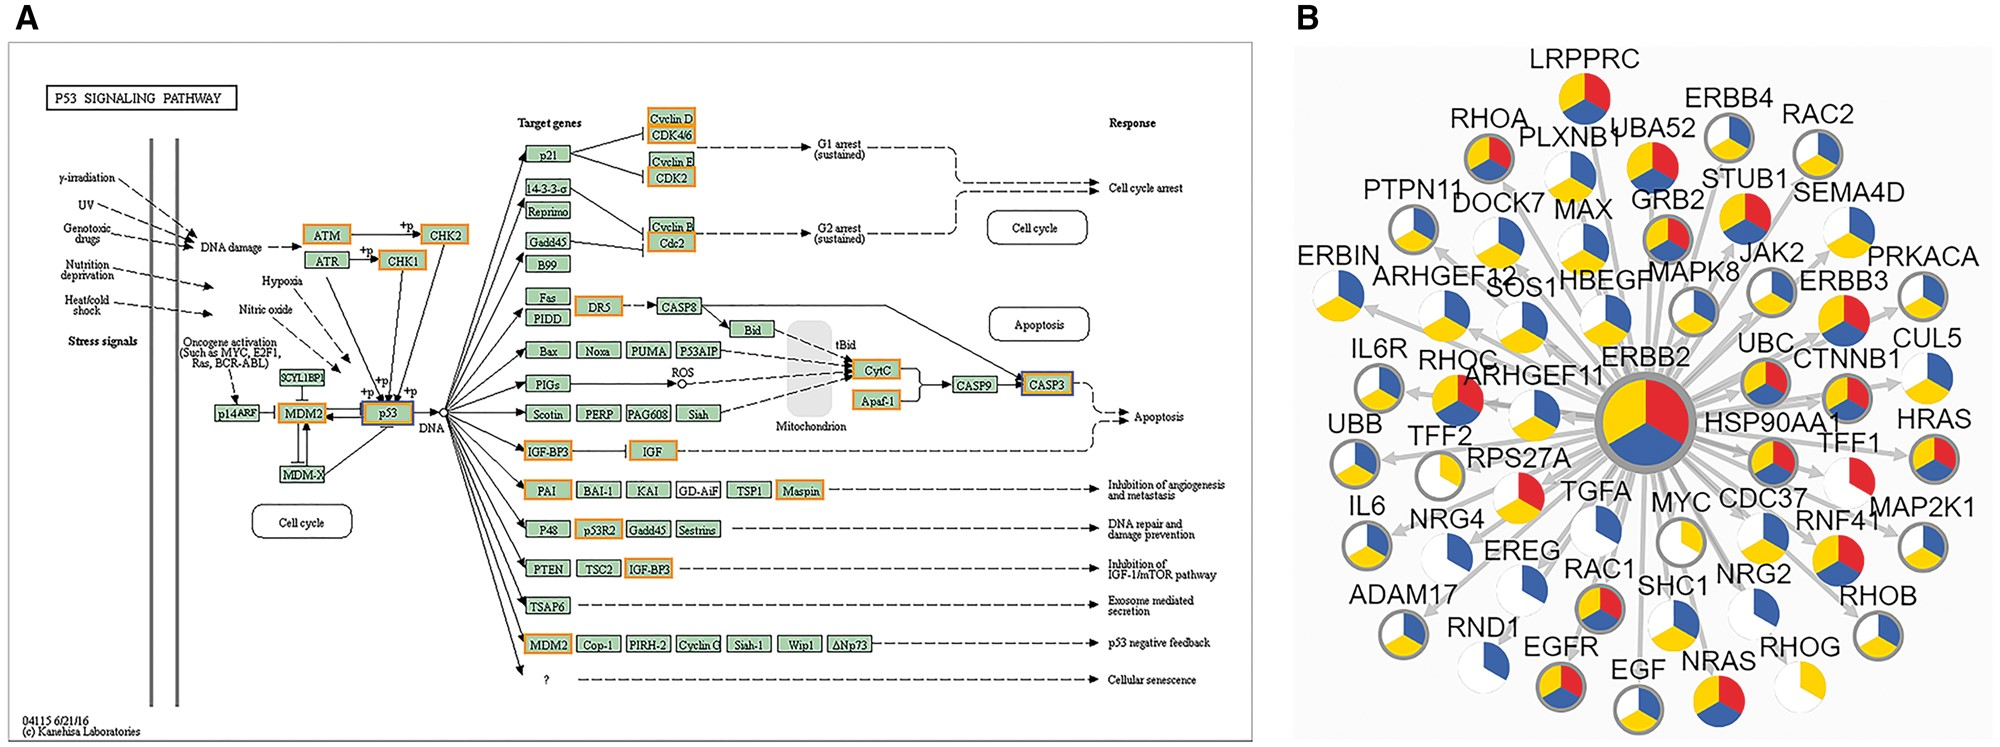 A
P53 SIGNALING PATHWAY
Target genes
Response
γ-irradiation
UV
Genotoxic
drugs
Nutrition
deprivation
Heat/cold
shock
Stress signals
DNA damage
ATM
+p
CHK2
ATR
+p
CHK1
Hypoxia
Nitric oxide
Oncogene activation
(Such as MYC, E2F1,
Ras, BCR-ABL)
SCYL1BP1
p14ARF
MDM2
+p
+p
+p
p53
MDM-X
DNA
Cell cycle
p21
Cyclin D
CDK4/6
Cyclin E
CDK2
G1 arrest
(sustained)
14-3-3-σ
Reprimo
Gadd45
B99
Cyclin B
Cdc2
G2 arrest
(sustained)
Cell cycle arrest
Cell cycle
Fas
PIDD
DR5
CASP8
Bid
tBid
Apoptosis
Bax
Noxa
PUMA
P53AIP
PIGs
ROS
Scotin
PERP
PAG608
Siah
Mitochondrion
CytC
Apaf-1
CASP9
CASP3
Apoptosis
IGF-BP3
IGF
PAI
BAI-1
KAI
GD-AiF
TSP1
Maspin
Inhibition of angiogenesis
and metastasis
P48
p53R2
Gadd45
Sestrins
DNA repair and
damage prevention
PTEN
TSC2
IGF-BP3
Inhibition of
IGF-1/mTOR pathway
TSAP6
Exosome mediated
secretion
MDM2
Cop-1
PIRH-2
Cyclin G
Siah-1
Wip1
ΔNp73
p53 negative feedback
?
Cellular senescence
04115 6/21/16
(c) Kanehisa Laboratories
B
LRPPRC
ERBB4
RHOA
PLXNB1
UBA52
RAC2
PTPN11
DOCK7
MAX
GRB2
STUB1
SEMA4D
ERBIN
ARHGEF12
SOS1
HBEGF
MAPK8
JAK2
ERBB3
PRKACA
IL6R
RHOC
ARHGEF11
ERBB2
UBC
CTNNB1
CUL5
UBB
TFF2
RPS27A
HSP90AA1
TFF1
HRAS
IL6
NRG4
TGFA
MYC
CDC37
RNF41
MAP2K1
EREG
RAC1
SHC1
NRG2
ADAM17
RHOB
RND1
EGFR
EGF
NRAS
RHOG